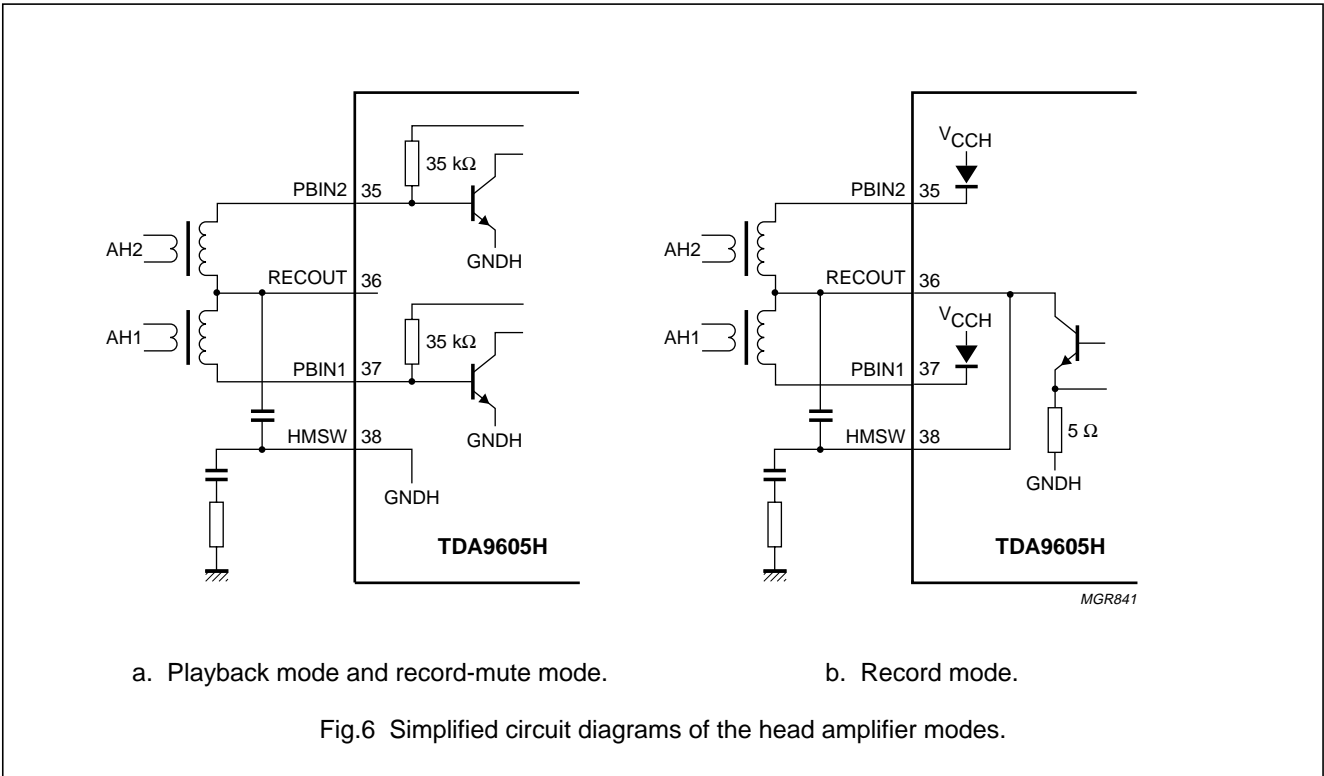 35 kΩ
PBIN2 35
AH2
GNDH
RECOUT 36
35 kΩ
AH1
PBIN1 37
GNDH
HMSW 38
GNDH
TDA9605H
VCCH
PBIN2 35
AH2
RECOUT 36
VCCH
AH1
PBIN1 37
HMSW 38
5 Ω
GNDH
TDA9605H
MGR841
a. Playback mode and record-mute mode.
b. Record mode.
Fig.6 Simplified circuit diagrams of the head amplifier modes.